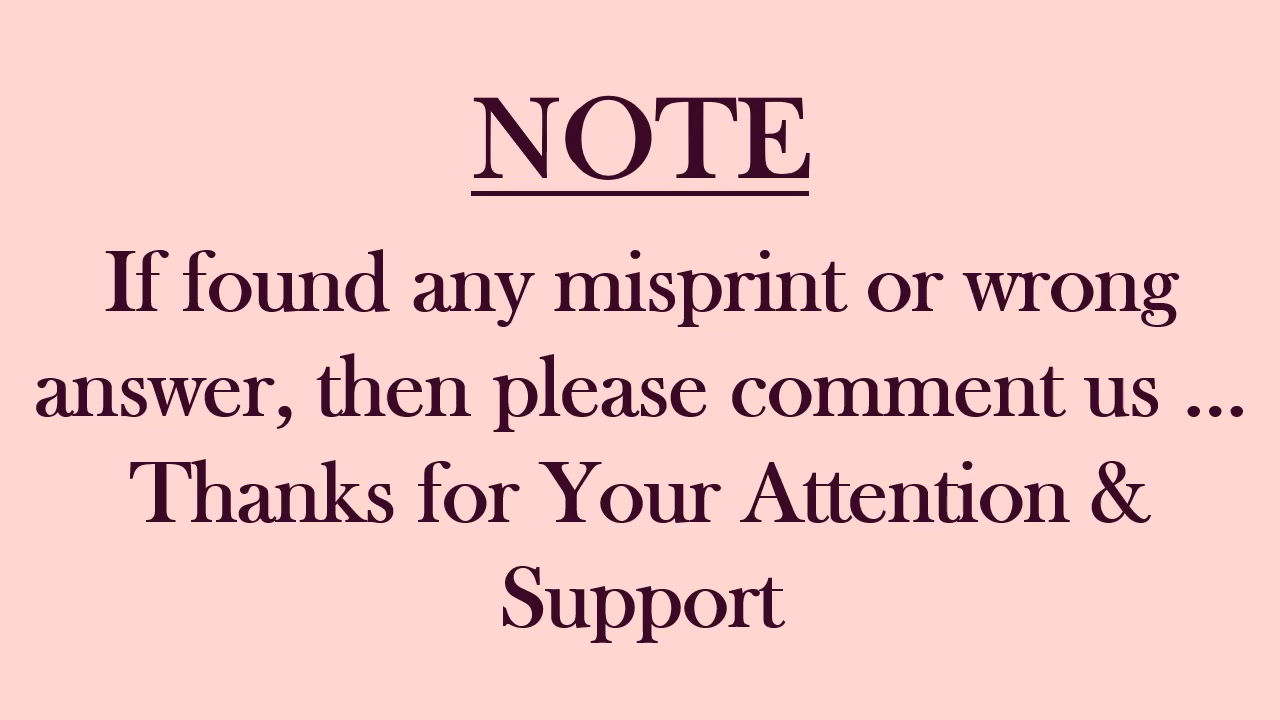 NOTE
If found any misprint or wrong
answer, then please comment us ...
Thanks for Your Attention &
Support